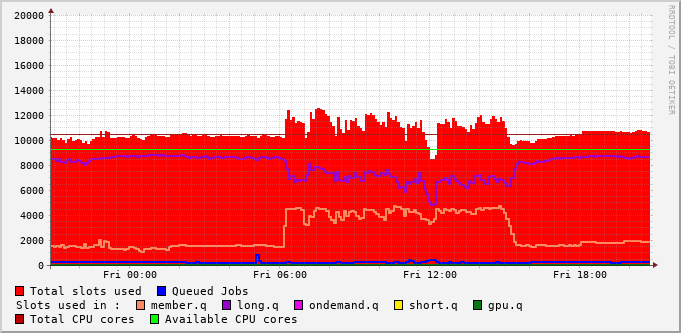 RRDTOOL / TOBI OETIKER
20000
18000
16000
14000
12000
10000
8000
6000
4000
2000
0
Fri 00:00 Fri 06:00 Fri 12:00 Fri 18:00
Total slots used Queued Jobs
Slots used in : member.q long.q ondemand.q short.q gpu.q
Total CPU cores Available CPU cores